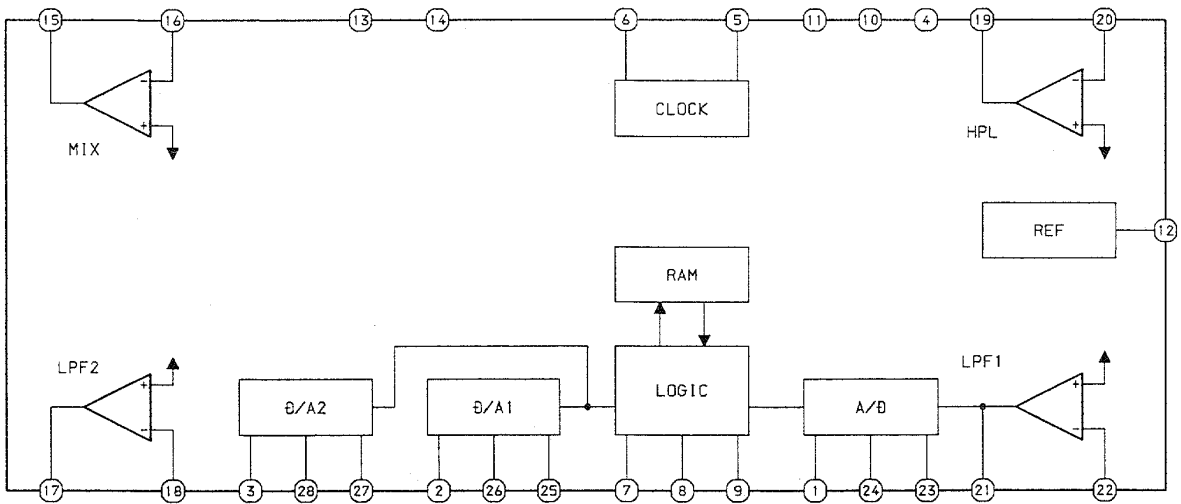 15 16 13 14 6 5 11 10 4 19 20
− −
CLOCK
+ +
MIX HPL
REF 12
RAM
LPF2 LPF1
+ +
Ð/A2 Ð/A1 LOGIC A/Ð
− −
17 18 3 28 27 2 26 25 7 8 9 1 24 23 21 22